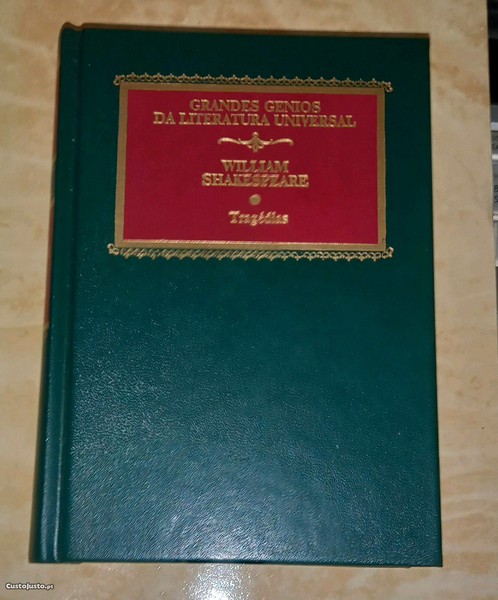 GRANDES GENIOS
DA LITERATURA UNIVERSAL
WILLIAM
SHAKESPEARE
Tragédias
CustoJusto.pt